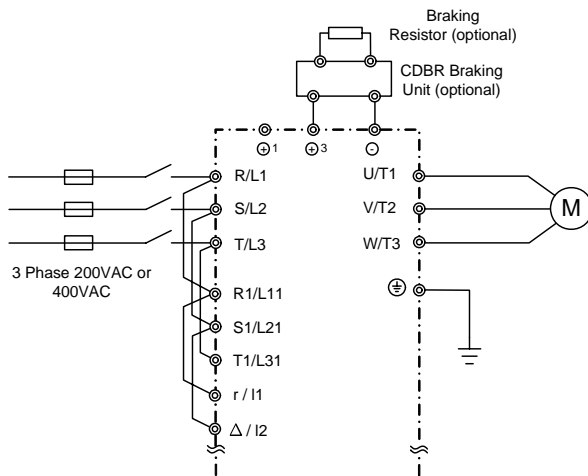 Braking
Resistor (optional)
CDBR Braking
Unit (optional)
⊕1
⊕3
⊖
R/L1
U/T1
S/L2
V/T2
M
T/L3
W/T3
3 Phase 200VAC or
400VAC
R1/L11
S1/L21
T1/L31
r / l1
Δ / l2